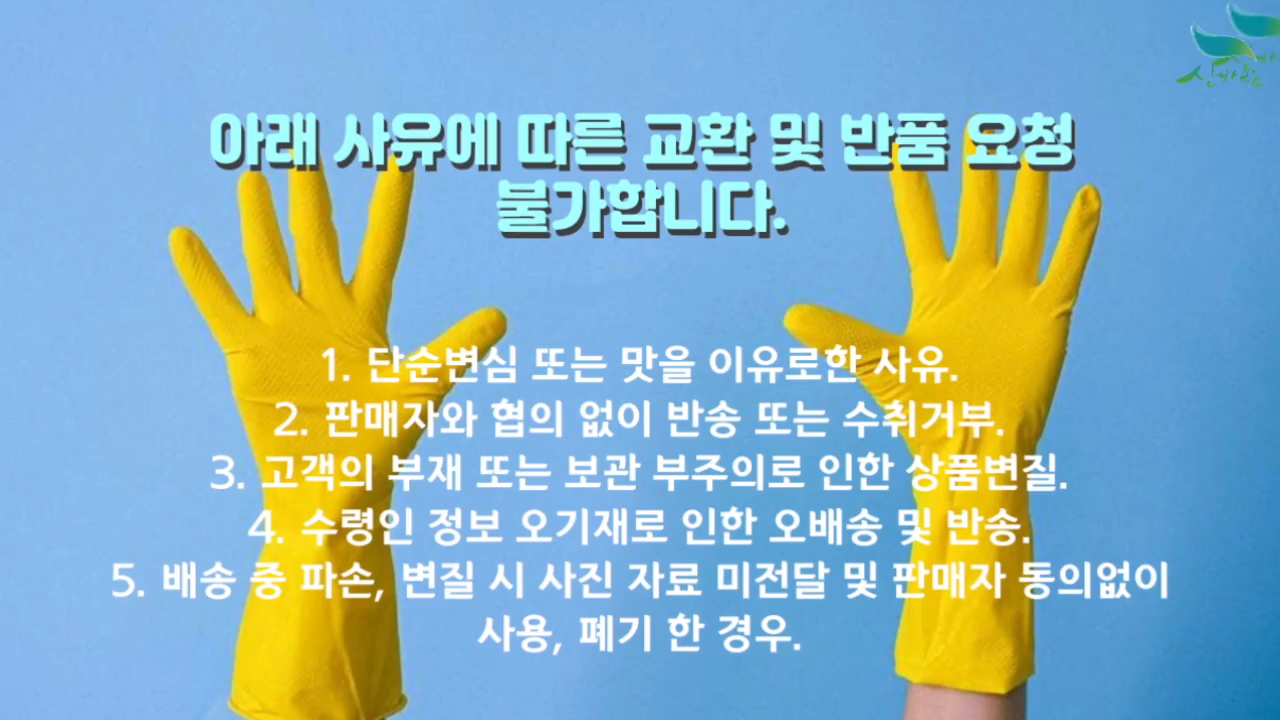 신바람
아래 사유에 따른 교환 및 반품 요청
불가합니다.
1. 단순변심 또는 맛을 이유로한 사유.
2. 판매자와 협의 없이 반송 또는 수취거부.
3. 고객의 부재 또는 보관 부주의로 인한 상품변질.
4. 수령인 정보 오기재로 인한 오배송 및 반송.
5. 배송 중 파손, 변질 시 사진 자료 미전달 및 판매자 동의없이
사용, 폐기 한 경우.